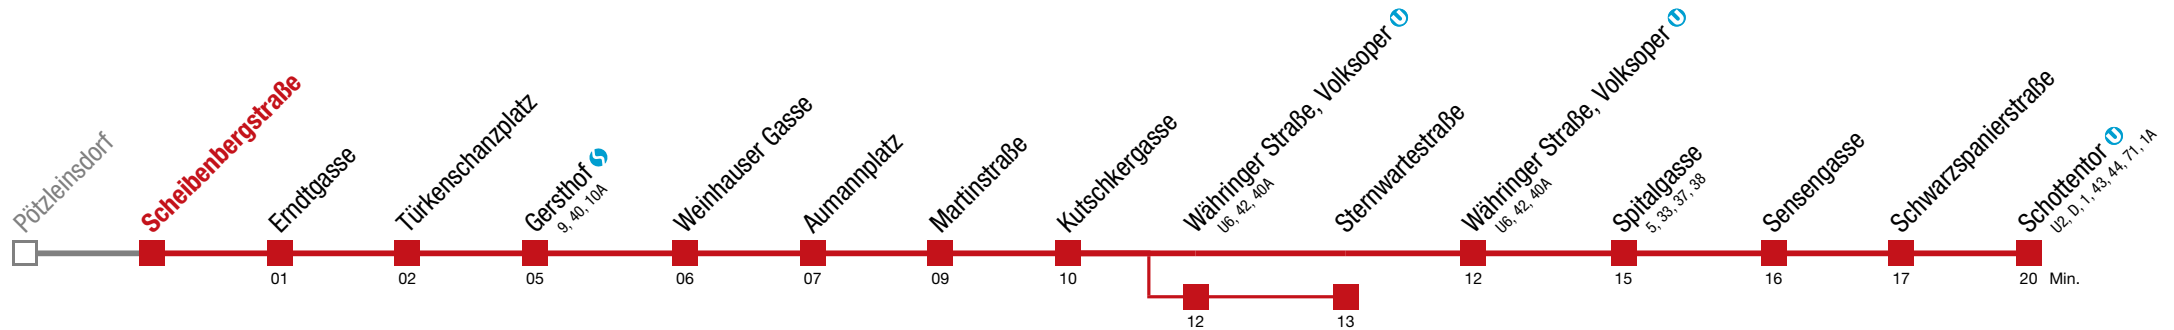 Pötzleinsdorf
Scheibenbergstraße
Erndtgasse
Türkenschanzplatz
Gersthof
9, 40, 10A
Weinhauser Gasse
Aumannplatz
Martinstraße
Kutschkergasse
Währinger Straße, Volksoper U
U6, 42, 40A
Sternwartestraße
Währinger Straße, Volksoper U
U6, 42, 40A
Spitalgasse
5, 33, 37, 38
Sensengasse
Schwarzspanierstraße
Schottentor U
U2, D, 1, 43, 44, 71, 1A
01
02
05
06
07
09
10
12
15
16
17
20 Min.
12
13